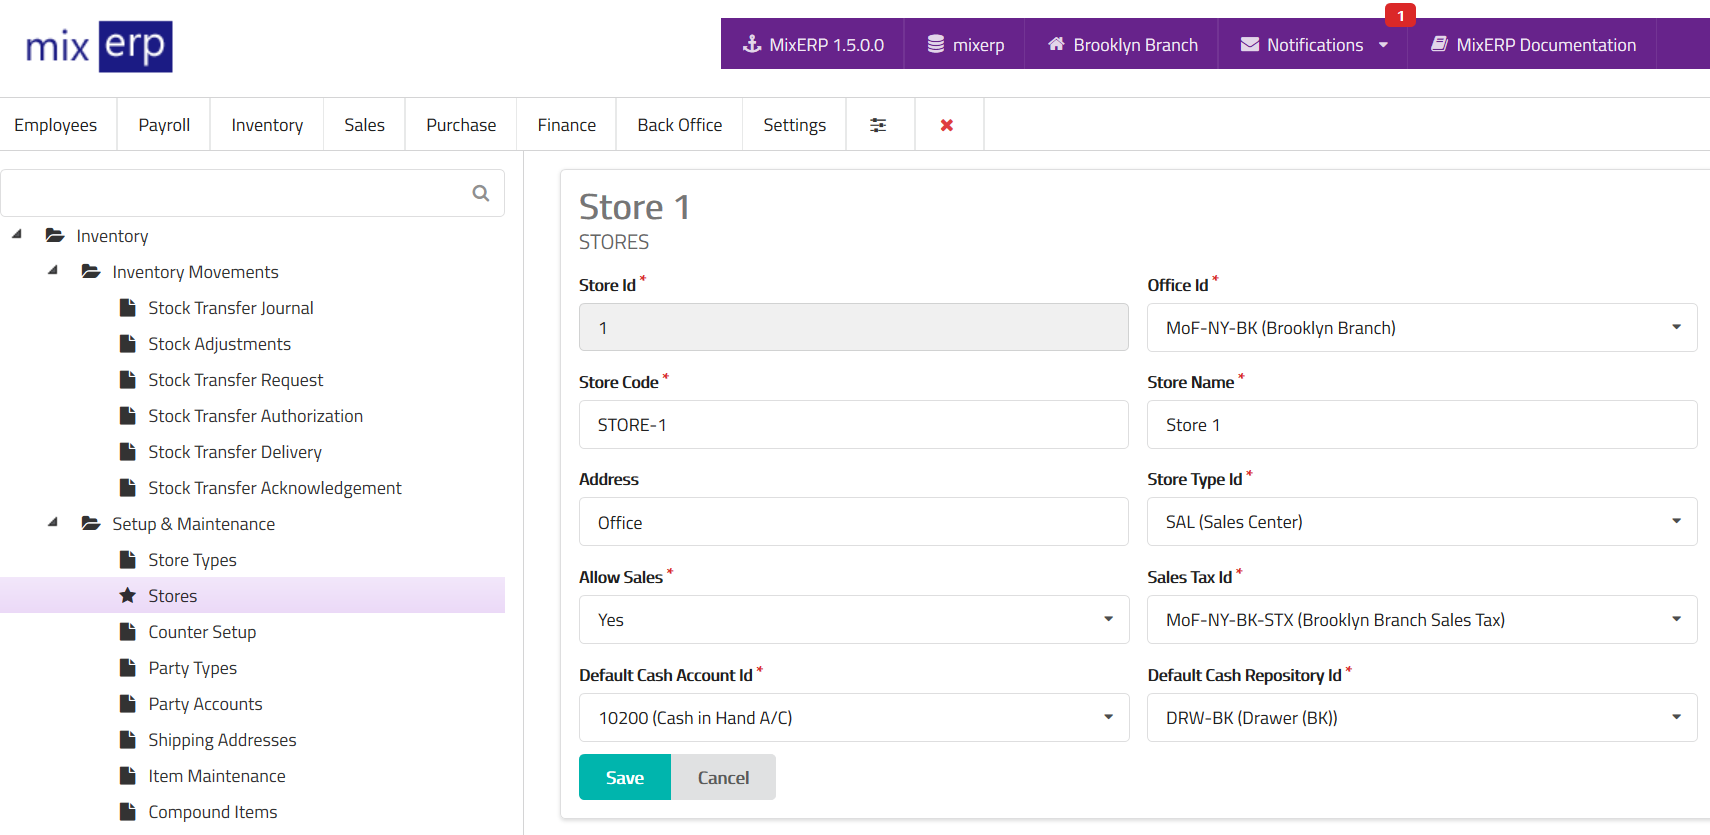 mix erp
1
MixERP 1.5.0.0
mixerp
Brooklyn Branch
Notifications
MixERP Documentation
Employees
Payroll
Inventory
Sales
Purchase
Finance
Back Office
Settings
Inventory
Inventory Movements
Stock Transfer Journal
Stock Adjustments
Stock Transfer Request
Stock Transfer Authorization
Stock Transfer Delivery
Stock Transfer Acknowledgement
Setup & Maintenance
Store Types
Stores
Counter Setup
Party Types
Party Accounts
Shipping Addresses
Item Maintenance
Compound Items
Store 1
STORES
Store Id *
1
Office Id *
MoF-NY-BK (Brooklyn Branch)
Store Code *
STORE-1
Store Name *
Store 1
Address
Office
Store Type Id *
SAL (Sales Center)
Allow Sales *
Yes
Sales Tax Id *
MoF-NY-BK-STX (Brooklyn Branch Sales Tax)
Default Cash Account Id *
10200 (Cash in Hand A/C)
Default Cash Repository Id *
DRW-BK (Drawer (BK))
Save
Cancel